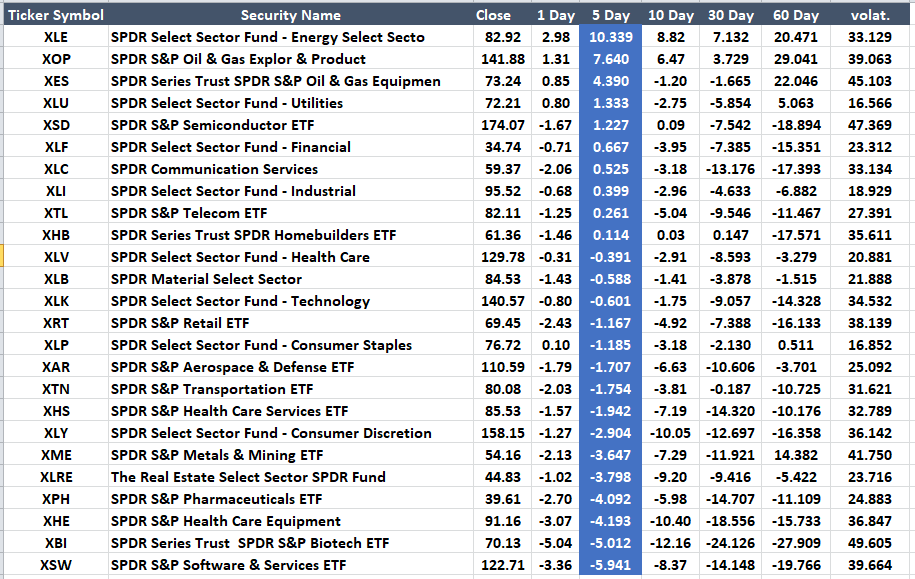 Ticker Symbol Security Name Close 1 Day 5 Day 10 Day 30 Day 60 Day volat.
XLE SPDR Select Sector Fund - Energy Select Secto 82.92 2.98 10.339 8.82 7.132 20.471 33.129
XOP SPDR S&P Oil & Gas Explor & Product 141.88 1.31 7.640 6.47 3.729 29.041 39.063
XES SPDR Series Trust SPDR S&P Oil & Gas Equipmen 73.24 0.85 4.390 -1.20 -1.665 22.046 45.103
XLU SPDR Select Sector Fund - Utilities 72.21 0.80 1.333 -2.75 -5.854 5.063 16.566
XSD SPDR S&P Semiconductor ETF 174.07 -1.67 1.227 0.09 -7.542 -18.894 47.369
XLF SPDR Select Sector Fund - Financial 34.74 -0.71 0.667 -3.95 -7.385 -15.351 23.312
XLC SPDR Communication Services 59.37 -2.06 0.525 -3.18 -13.176 -17.393 33.134
XLI SPDR Select Sector Fund - Industrial 95.52 -0.68 0.399 -2.96 -4.633 -6.882 18.929
XTL SPDR S&P Telecom ETF 82.11 -1.25 0.261 -5.04 -9.546 -11.467 27.391
XHB SPDR Series Trust SPDR Homebuilders ETF 61.36 -1.46 0.114 0.03 0.147 -17.571 35.611
XLV SPDR Select Sector Fund - Health Care 129.78 -0.31 -0.391 -2.91 -8.593 -3.279 20.881
XLB SPDR Material Select Sector 84.53 -1.43 -0.588 -1.41 -3.878 -1.515 21.888
XLK SPDR Select Sector Fund - Technology 140.57 -0.80 -0.601 -1.75 -9.057 -14.328 34.532
XRT SPDR S&P Retail ETF 69.45 -2.43 -1.167 -4.92 -7.388 -16.133 38.139
XLP SPDR Select Sector Fund - Consumer Staples 76.72 0.10 -1.185 -3.18 -2.130 0.511 16.852
XAR SPDR S&P Aerospace & Defense ETF 110.59 -1.79 -1.707 -6.63 -10.606 -3.701 25.092
XTN SPDR S&P Transportation ETF 80.08 -2.03 -1.754 -3.81 -0.187 -10.725 31.621
XHS SPDR S&P Health Care Services ETF 85.53 -1.57 -1.942 -7.19 -14.320 -10.176 32.789
XLY SPDR Select Sector Fund - Consumer Discretion 158.15 -1.27 -2.904 -10.05 -12.697 -16.358 36.142
XME SPDR S&P Metals & Mining ETF 54.16 -2.13 -3.647 -7.29 -11.921 14.382 41.750
XLRE The Real Estate Select Sector SPDR Fund 44.83 -1.02 -3.798 -9.20 -9.416 -5.422 23.716
XPH SPDR S&P Pharmaceuticals ETF 39.61 -2.70 -4.092 -5.98 -14.707 -11.109 24.883
XHE SPDR S&P Health Care Equipment 91.16 -3.07 -4.193 -10.40 -18.556 -15.733 36.847
XBI SPDR Series Trust SPDR S&P Biotech ETF 70.13 -5.04 -5.012 -12.16 -24.126 -27.909 49.605
XSW SPDR S&P Software & Services ETF 122.71 -3.36 -5.941 -8.37 -14.148 -19.766 39.664